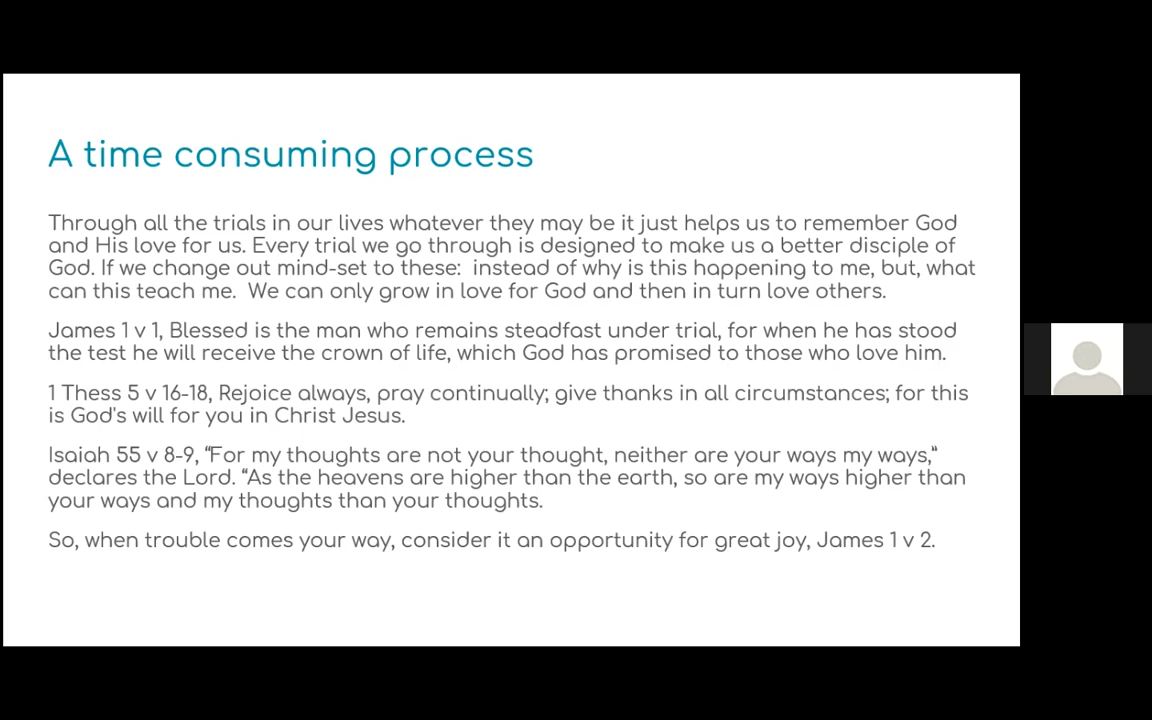 A time consuming process
Through all the trials in our lives whatever they may be it just helps us to remember God
and His love for us. Every trial we go through is designed to make us a better disciple of
God. If we change out mind-set to these:  instead of why is this happening to me, but, what
can this teach me.  We can only grow in love for God and then in turn love others.
James 1 v 1, Blessed is the man who remains steadfast under trial, for when he has stood
the test he will receive the crown of life, which God has promised to those who love him.
1 Thess 5 v 16-18, Rejoice always, pray continually; give thanks in all circumstances; for this
is God's will for you in Christ Jesus.
Isaiah 55 v 8-9, “For my thoughts are not your thought, neither are your ways my ways,”
declares the Lord. “As the heavens are higher than the earth, so are my ways higher than
your ways and my thoughts than your thoughts.
So, when trouble comes your way, consider it an opportunity for great joy, James 1 v 2.